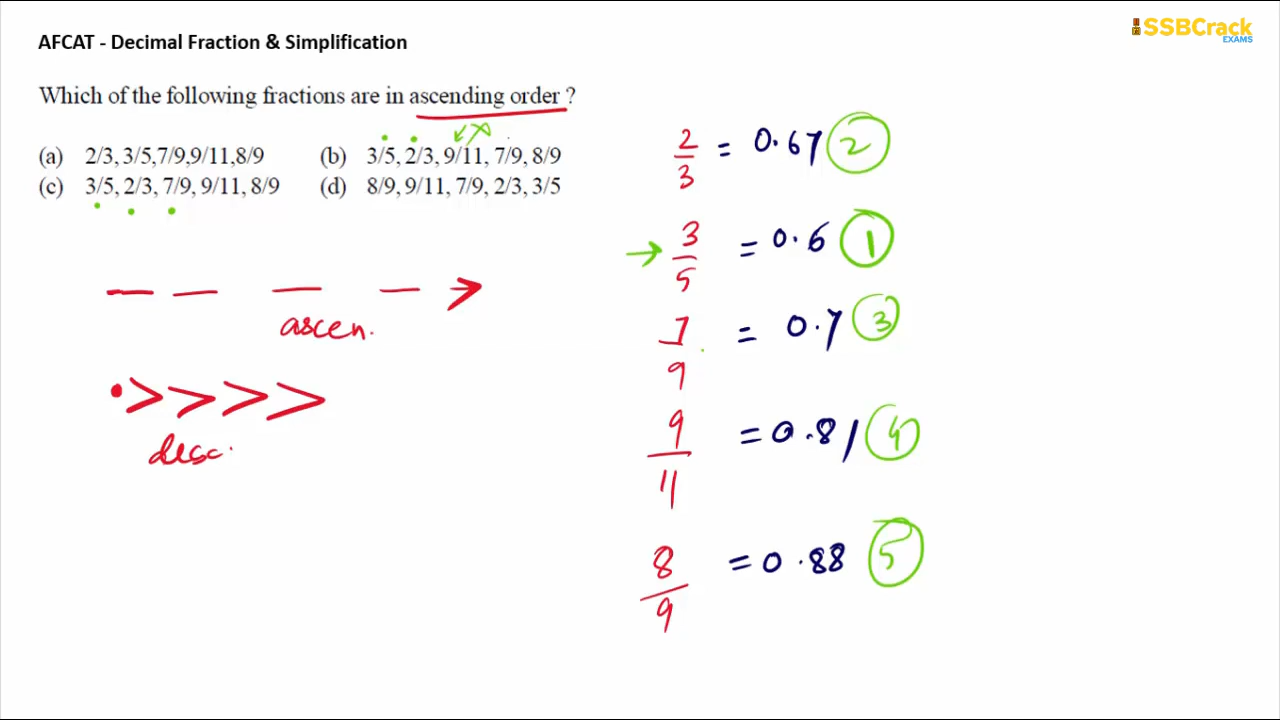 SSBCrack
EXAMS
AFCAT - Decimal Fraction & Simplification
Which of the following fractions are in ascending order ?
(a) 2/3, 3/5,7/9,9/11,8/9 (b) 3/5, 2/3, 9/11, 7/9, 8/9
(c) 3/5, 2/3, 7/9, 9/11, 8/9 (d) 8/9, 9/11, 7/9, 2/3, 3/5
ascen.
•>>>>
desc.
2/3 = 0.67 2
→ 3/5 = 0.6 1
7/9 = 0.7 3
9/11 = 0.81 4
8/9 = 0.88 5